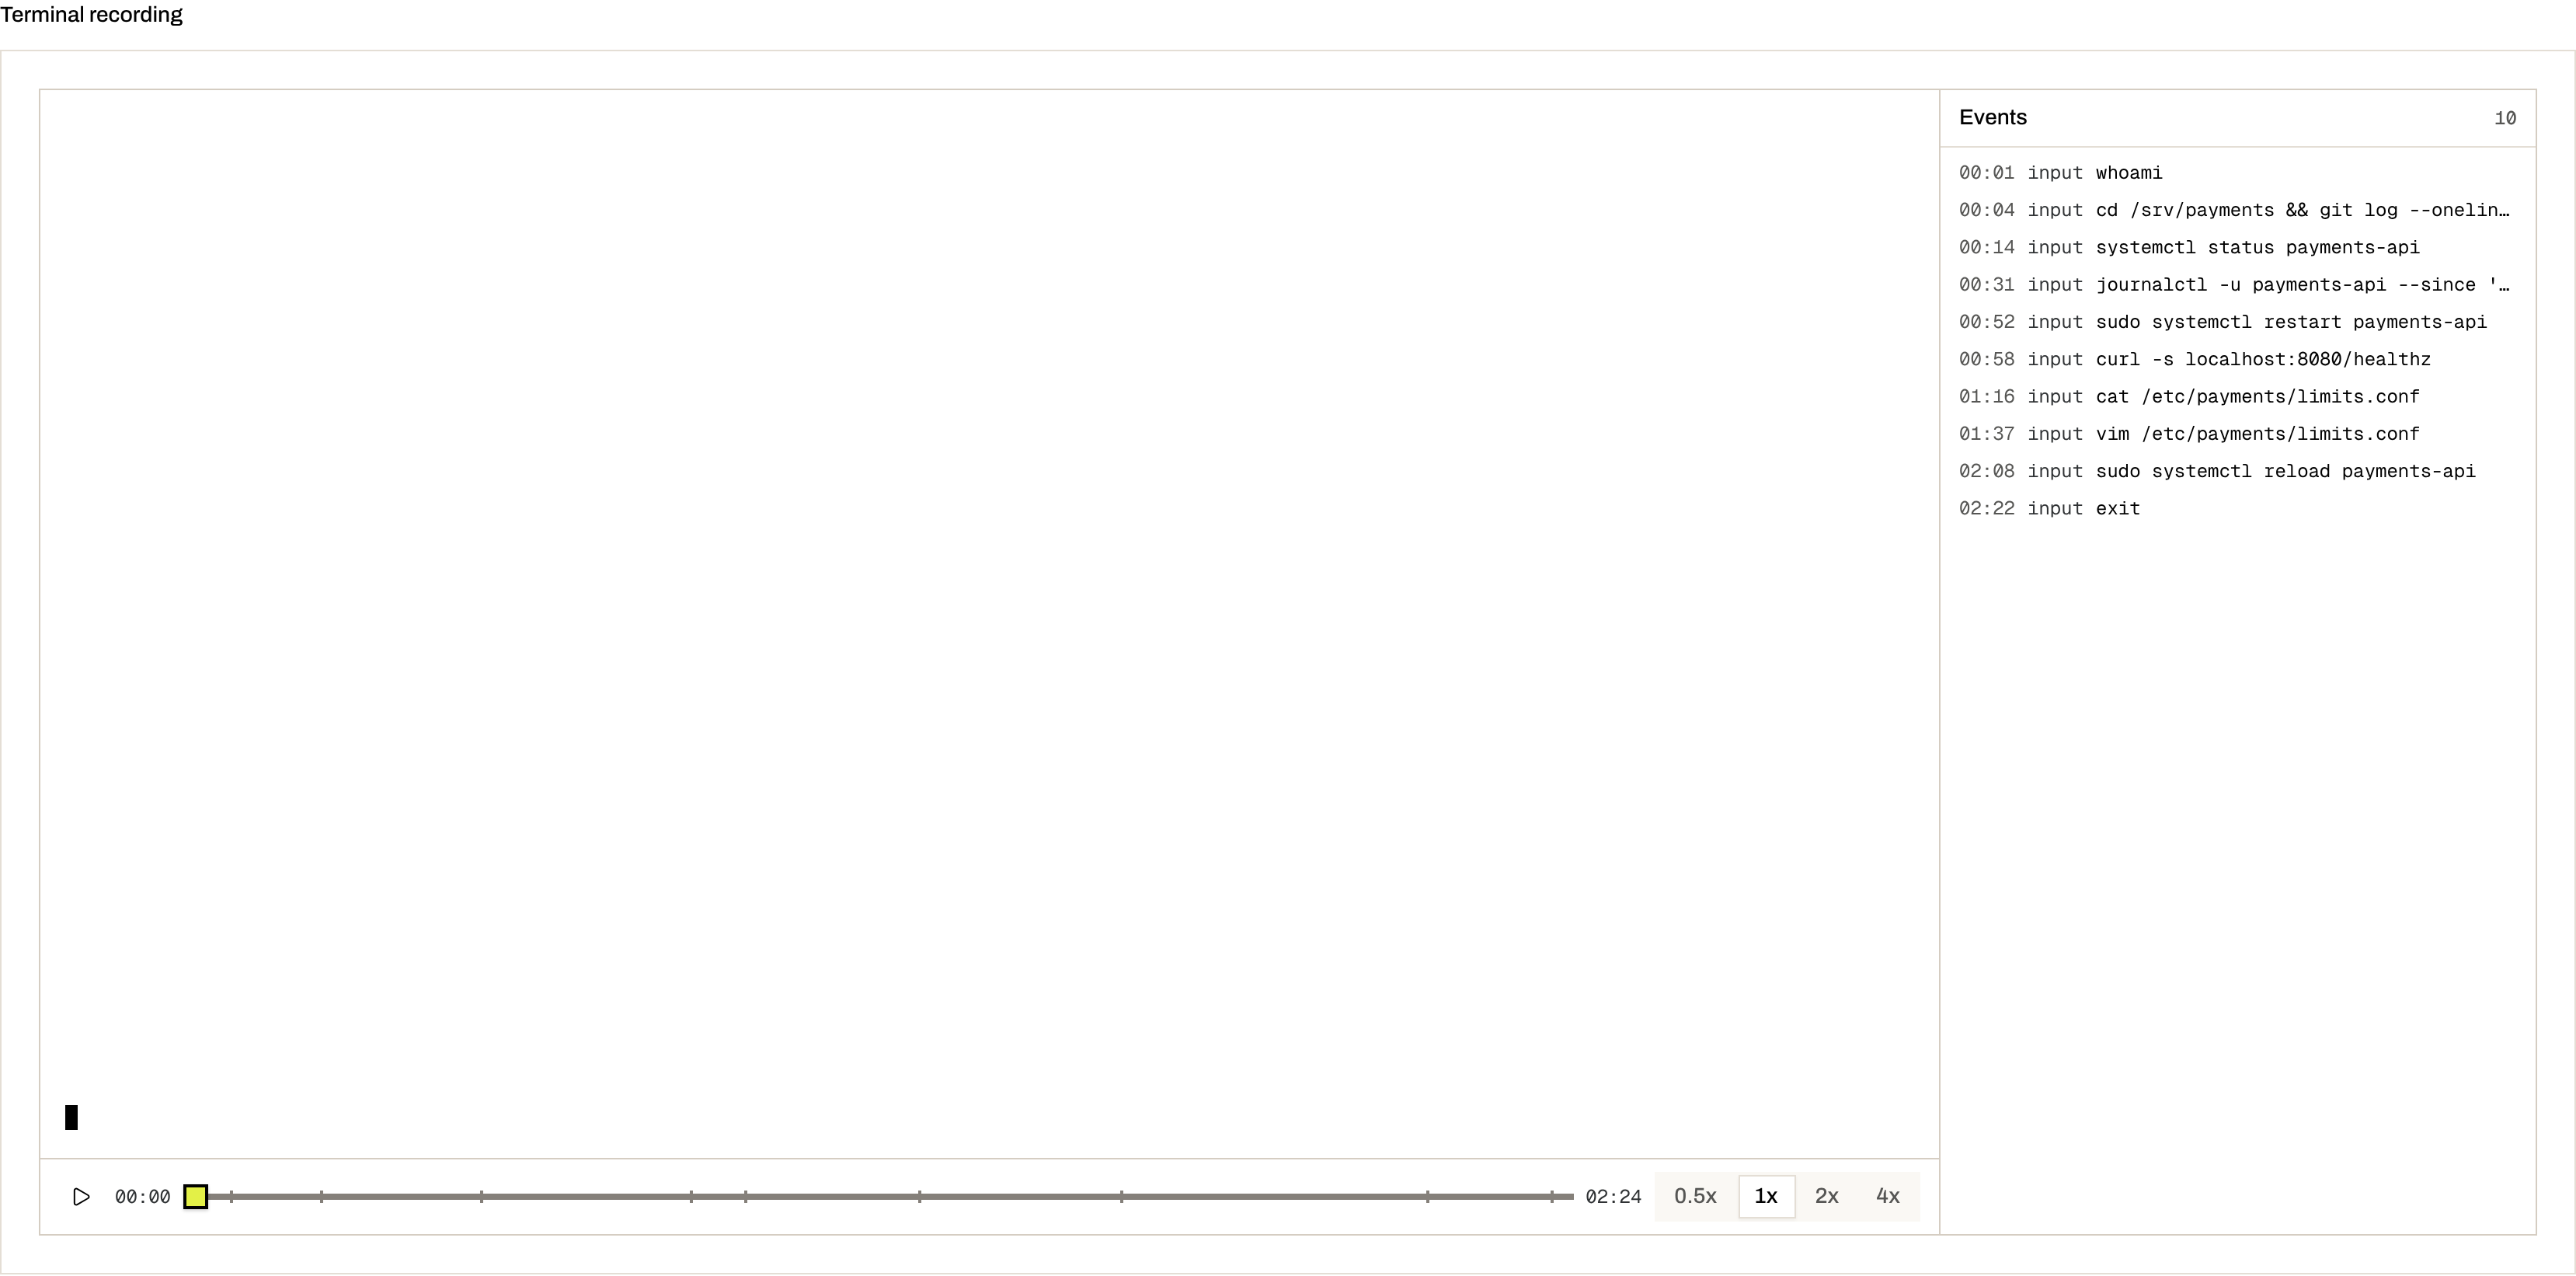 Terminal recording
Events 10
00:01 input whoami
00:04 input cd /srv/payments && git log --onelin…
00:14 input systemctl status payments-api
00:31 input journalctl -u payments-api --since '…
00:52 input sudo systemctl restart payments-api
00:58 input curl -s localhost:8080/healthz
01:16 input cat /etc/payments/limits.conf
01:37 input vim /etc/payments/limits.conf
02:08 input sudo systemctl reload payments-api
02:22 input exit
00:00 02:24 0.5x 1x 2x 4x